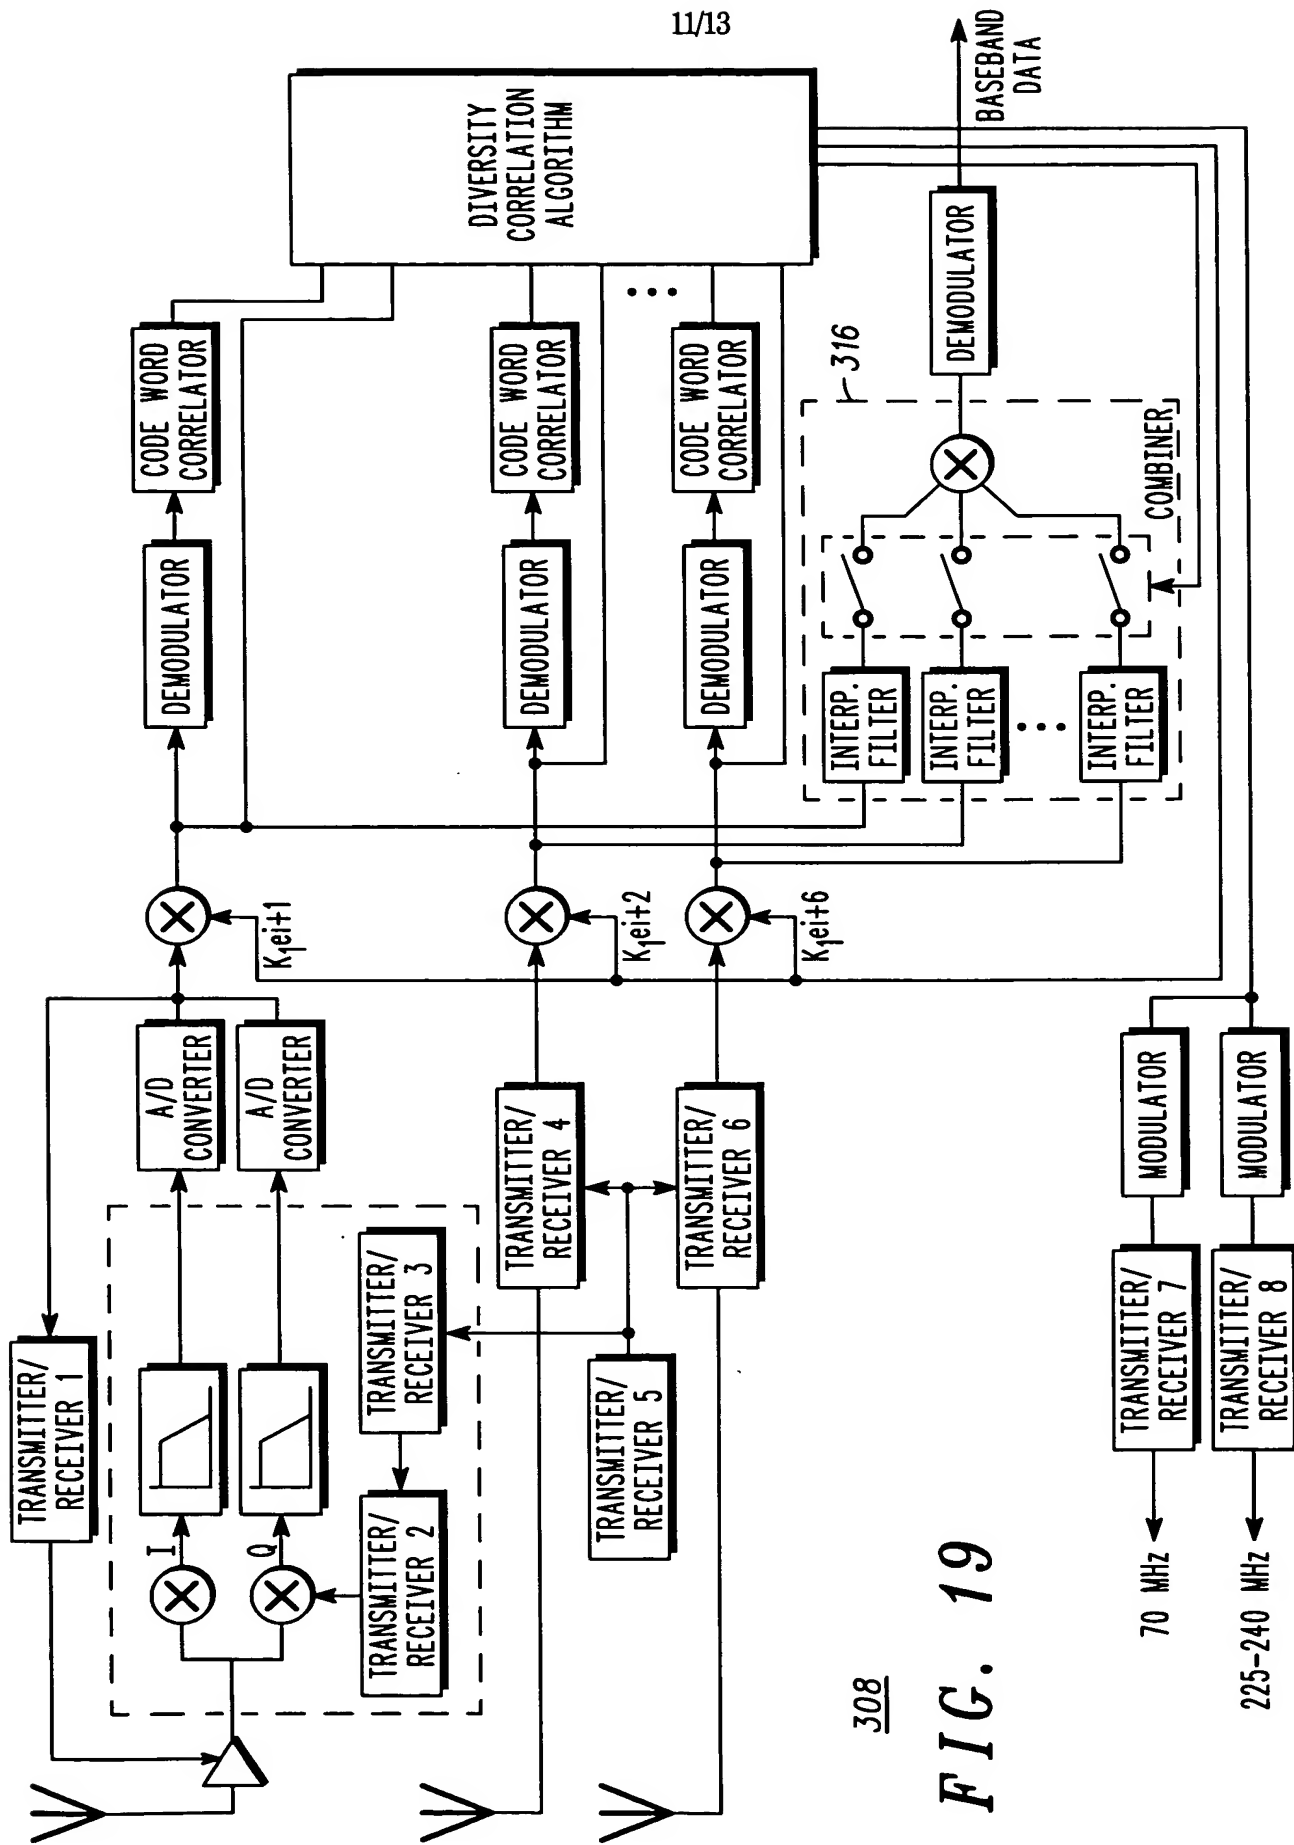 11/13
TRANSMITTER/
RECEIVER 1
A/D
CONVERTER
A/D
CONVERTER
I
Q
TRANSMITTER/
RECEIVER 2
TRANSMITTER/
RECEIVER 3
K1ei+1
DEMODULATOR
CODE WORD
CORRELATOR
DIVERSITY
CORRELATION
ALGORITHM
TRANSMITTER/
RECEIVER 4
K1ei+2
DEMODULATOR
CODE WORD
CORRELATOR
TRANSMITTER/
RECEIVER 5
TRANSMITTER/
RECEIVER 6
K1ei+6
DEMODULATOR
CODE WORD
CORRELATOR
INTERP.
FILTER
INTERP.
FILTER
INTERP.
FILTER
COMBINER
316
DEMODULATOR
BASEBAND
DATA
70 MHz
TRANSMITTER/
RECEIVER 7
MODULATOR
225-240 MHz
TRANSMITTER/
RECEIVER 8
MODULATOR
308
FIG. 19